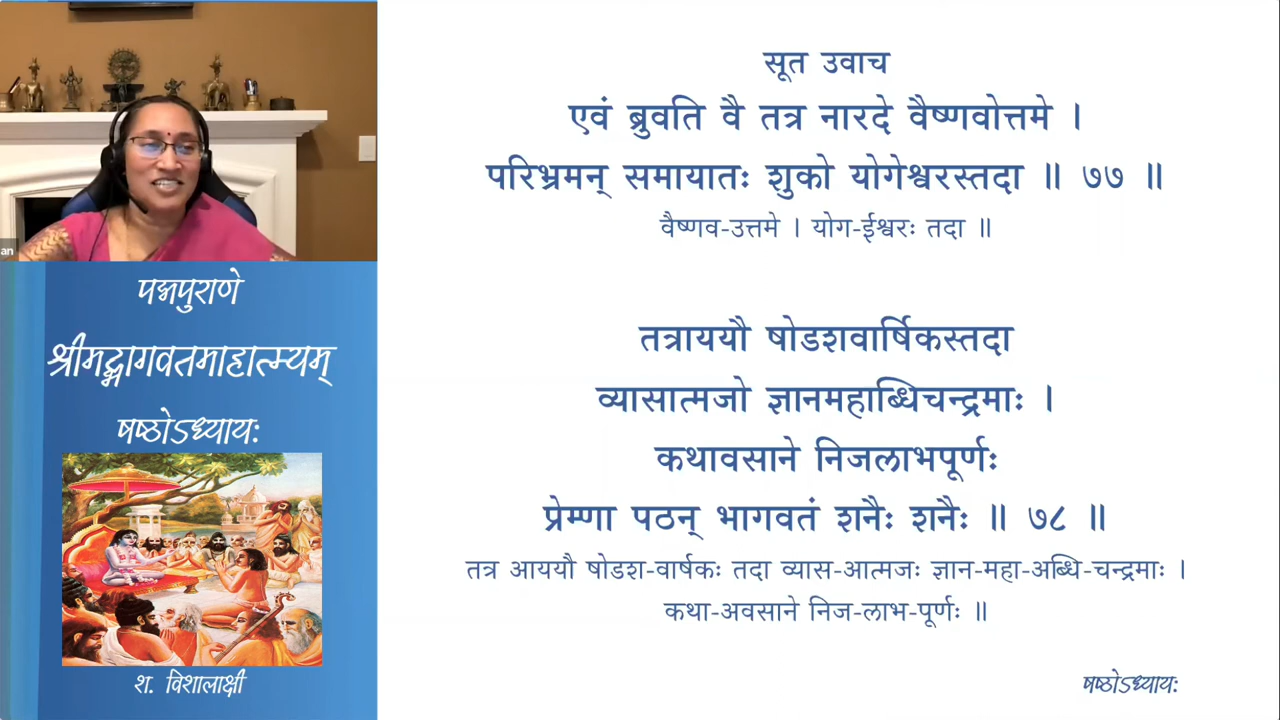 सूत उवाच
एवं ब्रुवति वै तत्र नारदे वैष्णवोत्तमे ।
परिभ्रमन् समायातः शुको योगेश्वरस्तदा ॥ ७७ ॥
वैष्णव-उत्तमे । योग-ईश्वरः तदा ॥
तत्राययौ षोडशवार्षिकस्तदा
व्यासात्मजो ज्ञानमहाब्धिचन्द्रमाः ।
कथावसाने निजलाभपूर्णः
प्रेम्णा पठन् भागवतं शनैः शनैः ॥ ७८ ॥
तत्र आययौ षोडश-वार्षकः तदा व्यास-आत्मजः ज्ञान-महा-अब्धि-चन्द्रमाः ।
कथा-अवसाने निज-लाभ-पूर्णः ॥
षष्ठोऽध्यायः
an
पद्मपुराणे
श्रीमद्भागवतमाहात्म्यम्
षष्ठोऽध्यायः
श. विशालाक्षी